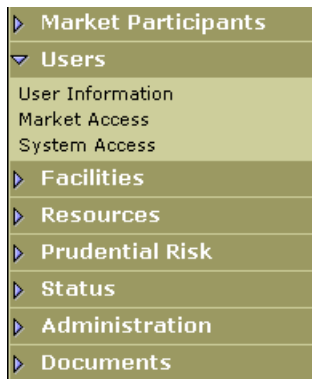 Market Participants
Users
User Information
Market Access
System Access
Facilities
Resources
Prudential Risk
Status
Administration
Documents